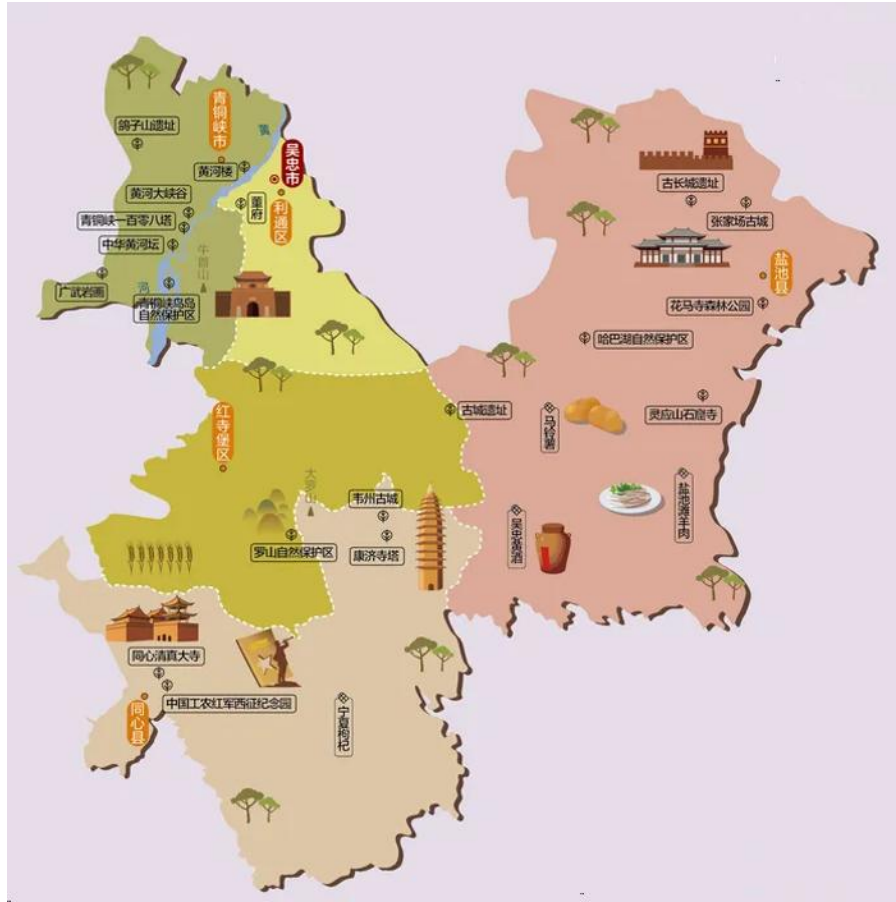 青铜峡市
鸽子山遗址
黄
吴忠市
黄河楼
黄河大峡谷
董府
利通区
青铜峡一百零八塔
中华黄河坛
牛首山
广武岩画
河
青铜峡鸟岛
自然保护区
古长城遗址
张家场古城
盐池县
花马寺森林公园
哈巴湖自然保护区
红寺堡区
古城遗址
马铃薯
灵应山石窟寺
大罗山
韦州古城
盐池滩羊肉
吴忠黄酒
罗山自然保护区
康济寺塔
同心清真大寺
中国工农红军西征纪念园
同心县
宁夏枸杞